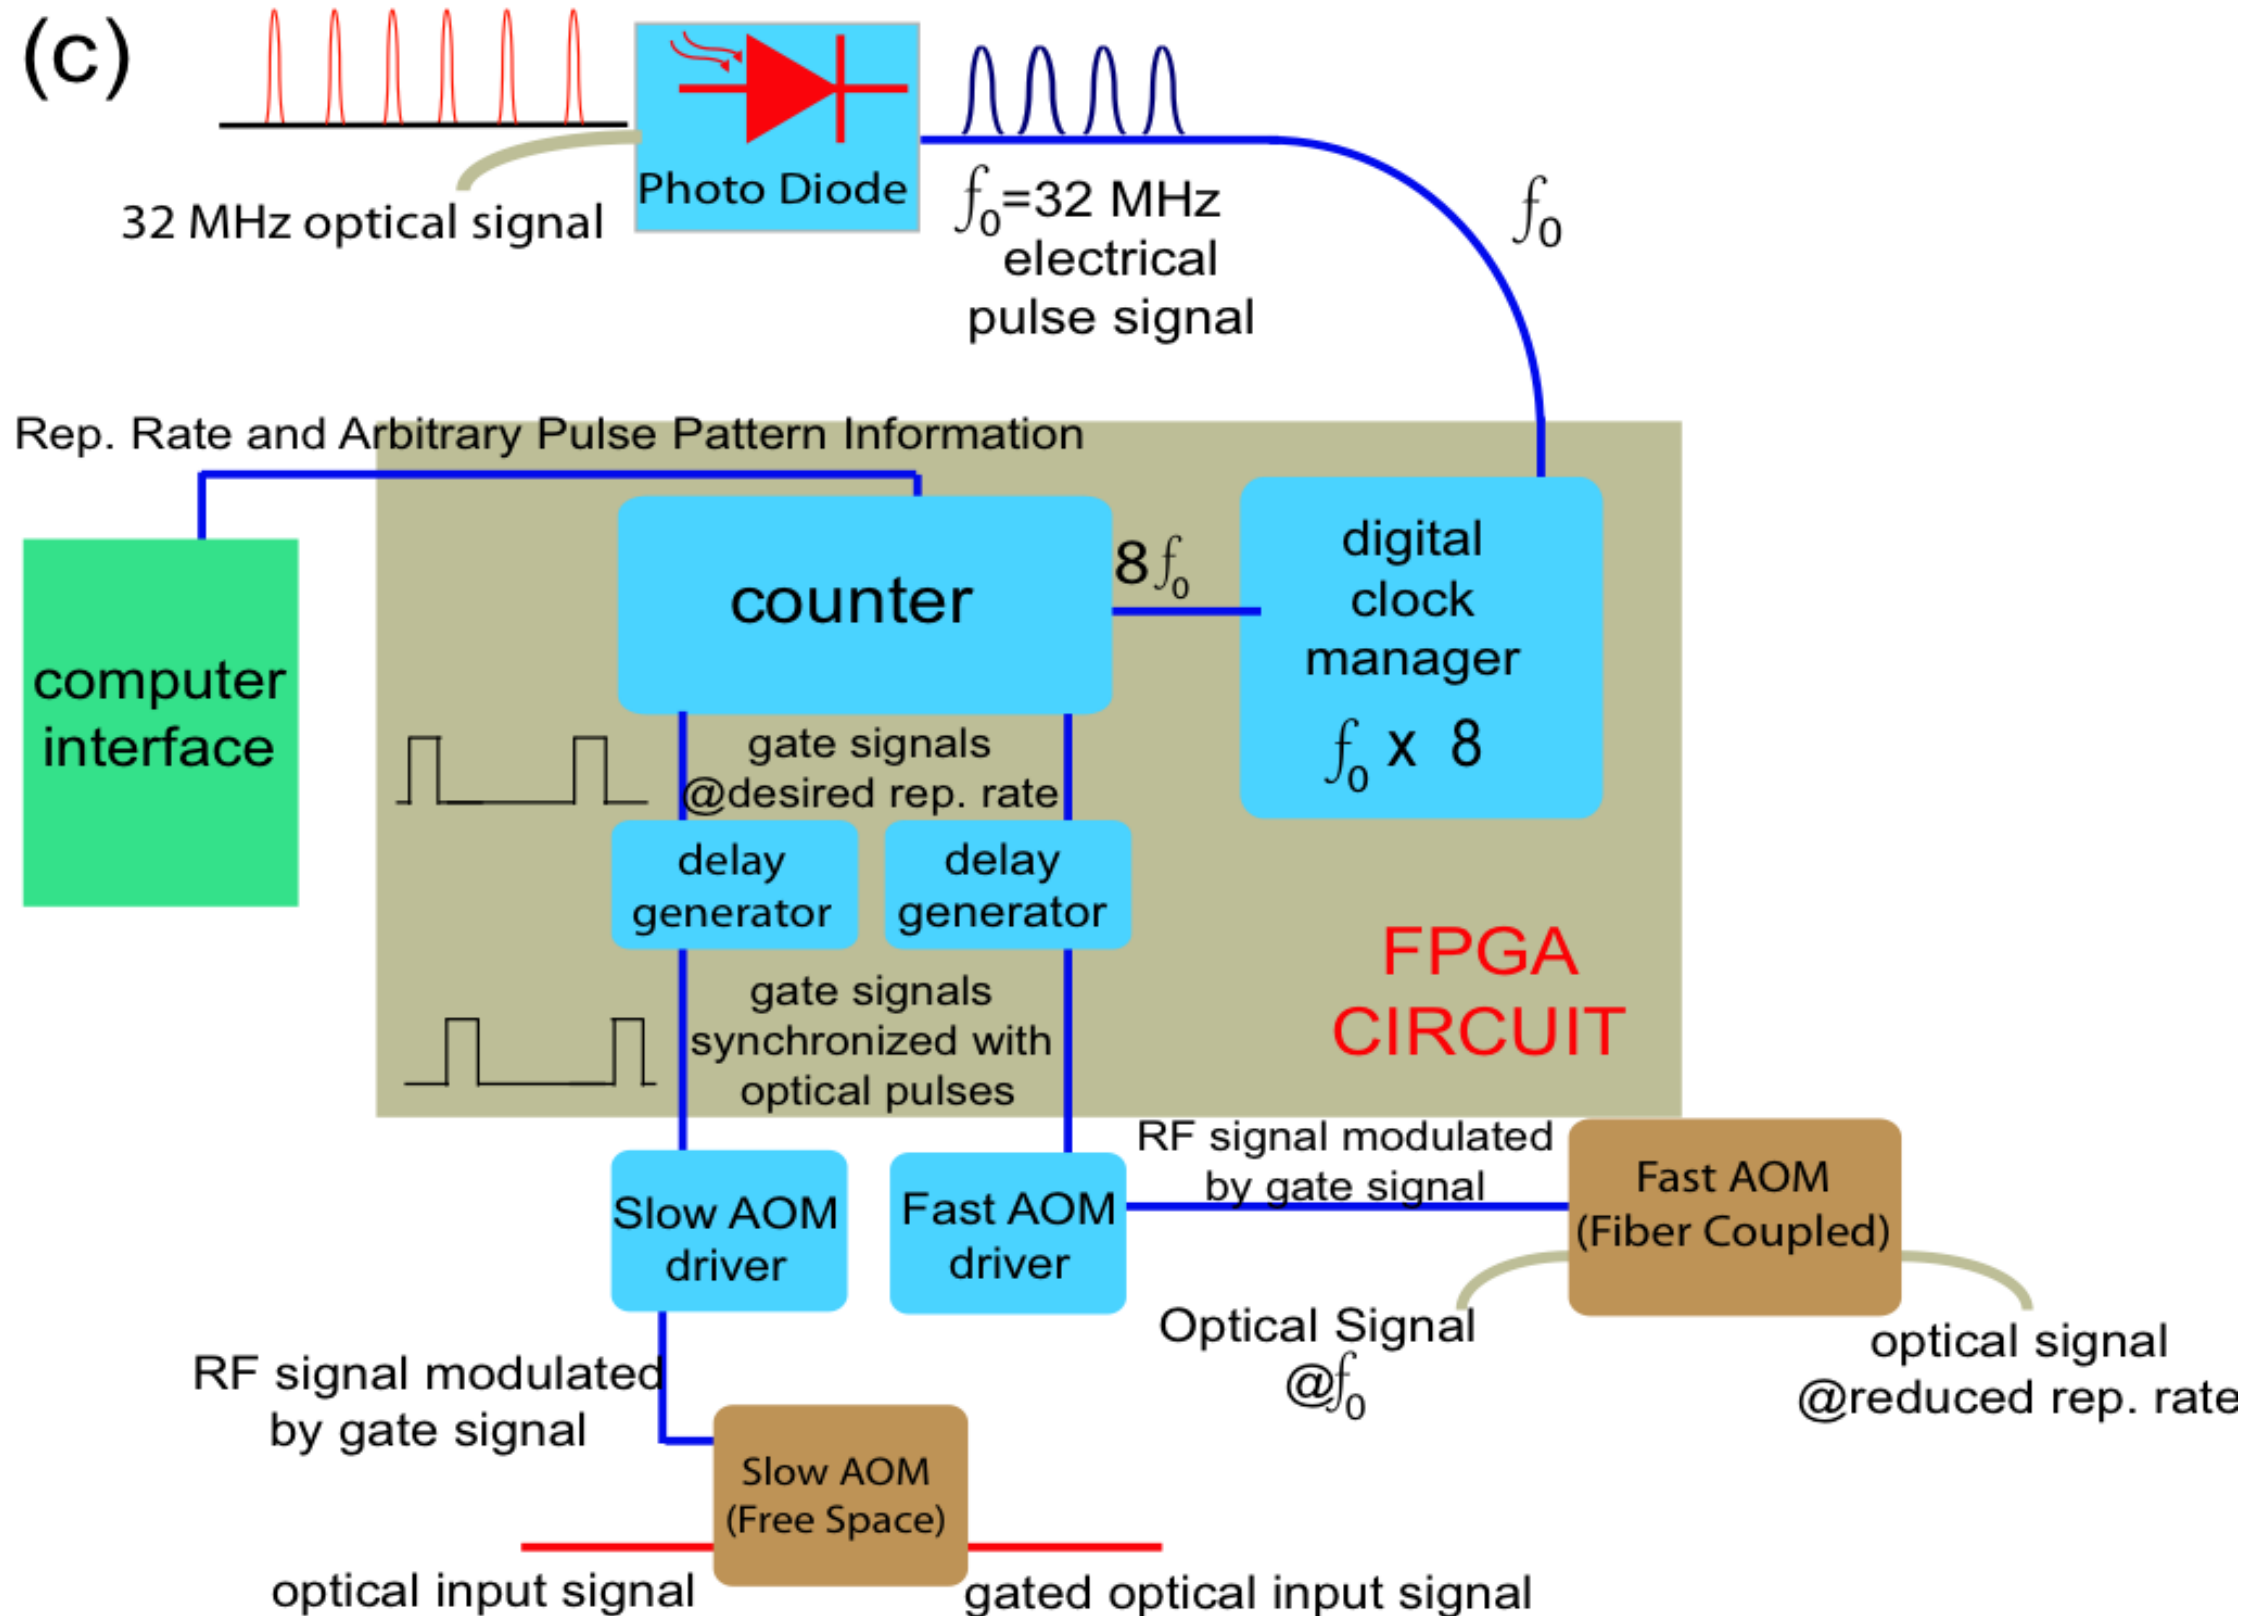 (c)
Photo Diode
32 MHz optical signal
f0=32 MHz
electrical
pulse signal
f0
Rep. Rate and Arbitrary Pulse Pattern Information
computer
interface
counter
8f0
digital
clock
manager
f0 x 8
gate signals
@desired rep. rate
delay
generator
delay
generator
gate signals
synchronized with
optical pulses
FPGA
CIRCUIT
Slow AOM
driver
Fast AOM
driver
RF signal modulated
by gate signal
Fast AOM
(Fiber Coupled)
Optical Signal
@f0
optical signal
@reduced rep. rate
RF signal modulated
by gate signal
Slow AOM
(Free Space)
optical input signal
gated optical input signal